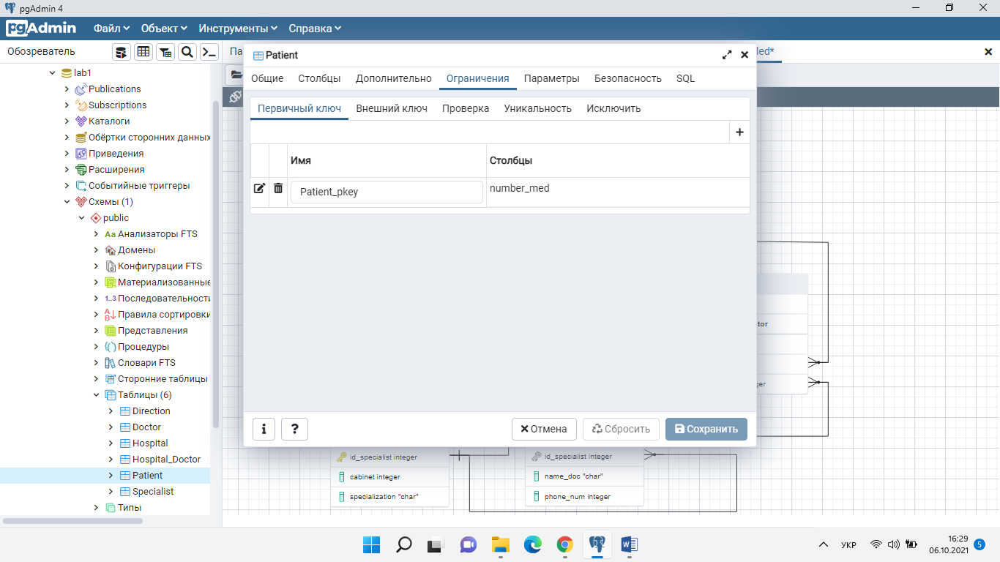 pgAdmin 4
pgAdmin Файл Объект Инструменты Справка
Обозреватель
lab1
Publications
Subscriptions
Каталоги
Обёртки сторонних данных
Приведения
Расширения
Событийные триггеры
Схемы (1)
public
Aa Анализаторы FTS
Домены
Конфигурации FTS
Материализованные
1..3 Последовательности
Правила сортировки
Представления
Процедуры
Словари FTS
Сторонние таблицы
Таблицы (6)
Direction
Doctor
Hospital
Hospital_Doctor
Patient
Specialist
Типы
Па
led*
Patient
Общие Столбцы Дополнительно Ограничения Параметры Безопасность SQL
Первичный ключ Внешний ключ Проверка Уникальность Исключить
Имя Столбцы
Patient_pkey number_med
Отмена Сбросить Сохранить
tor
ger
id_specialist integer
cabinet integer
specialization "char"
id_specialist integer
name_doc "char"
phone_num integer
УКР
16:29
06.10.2021
5